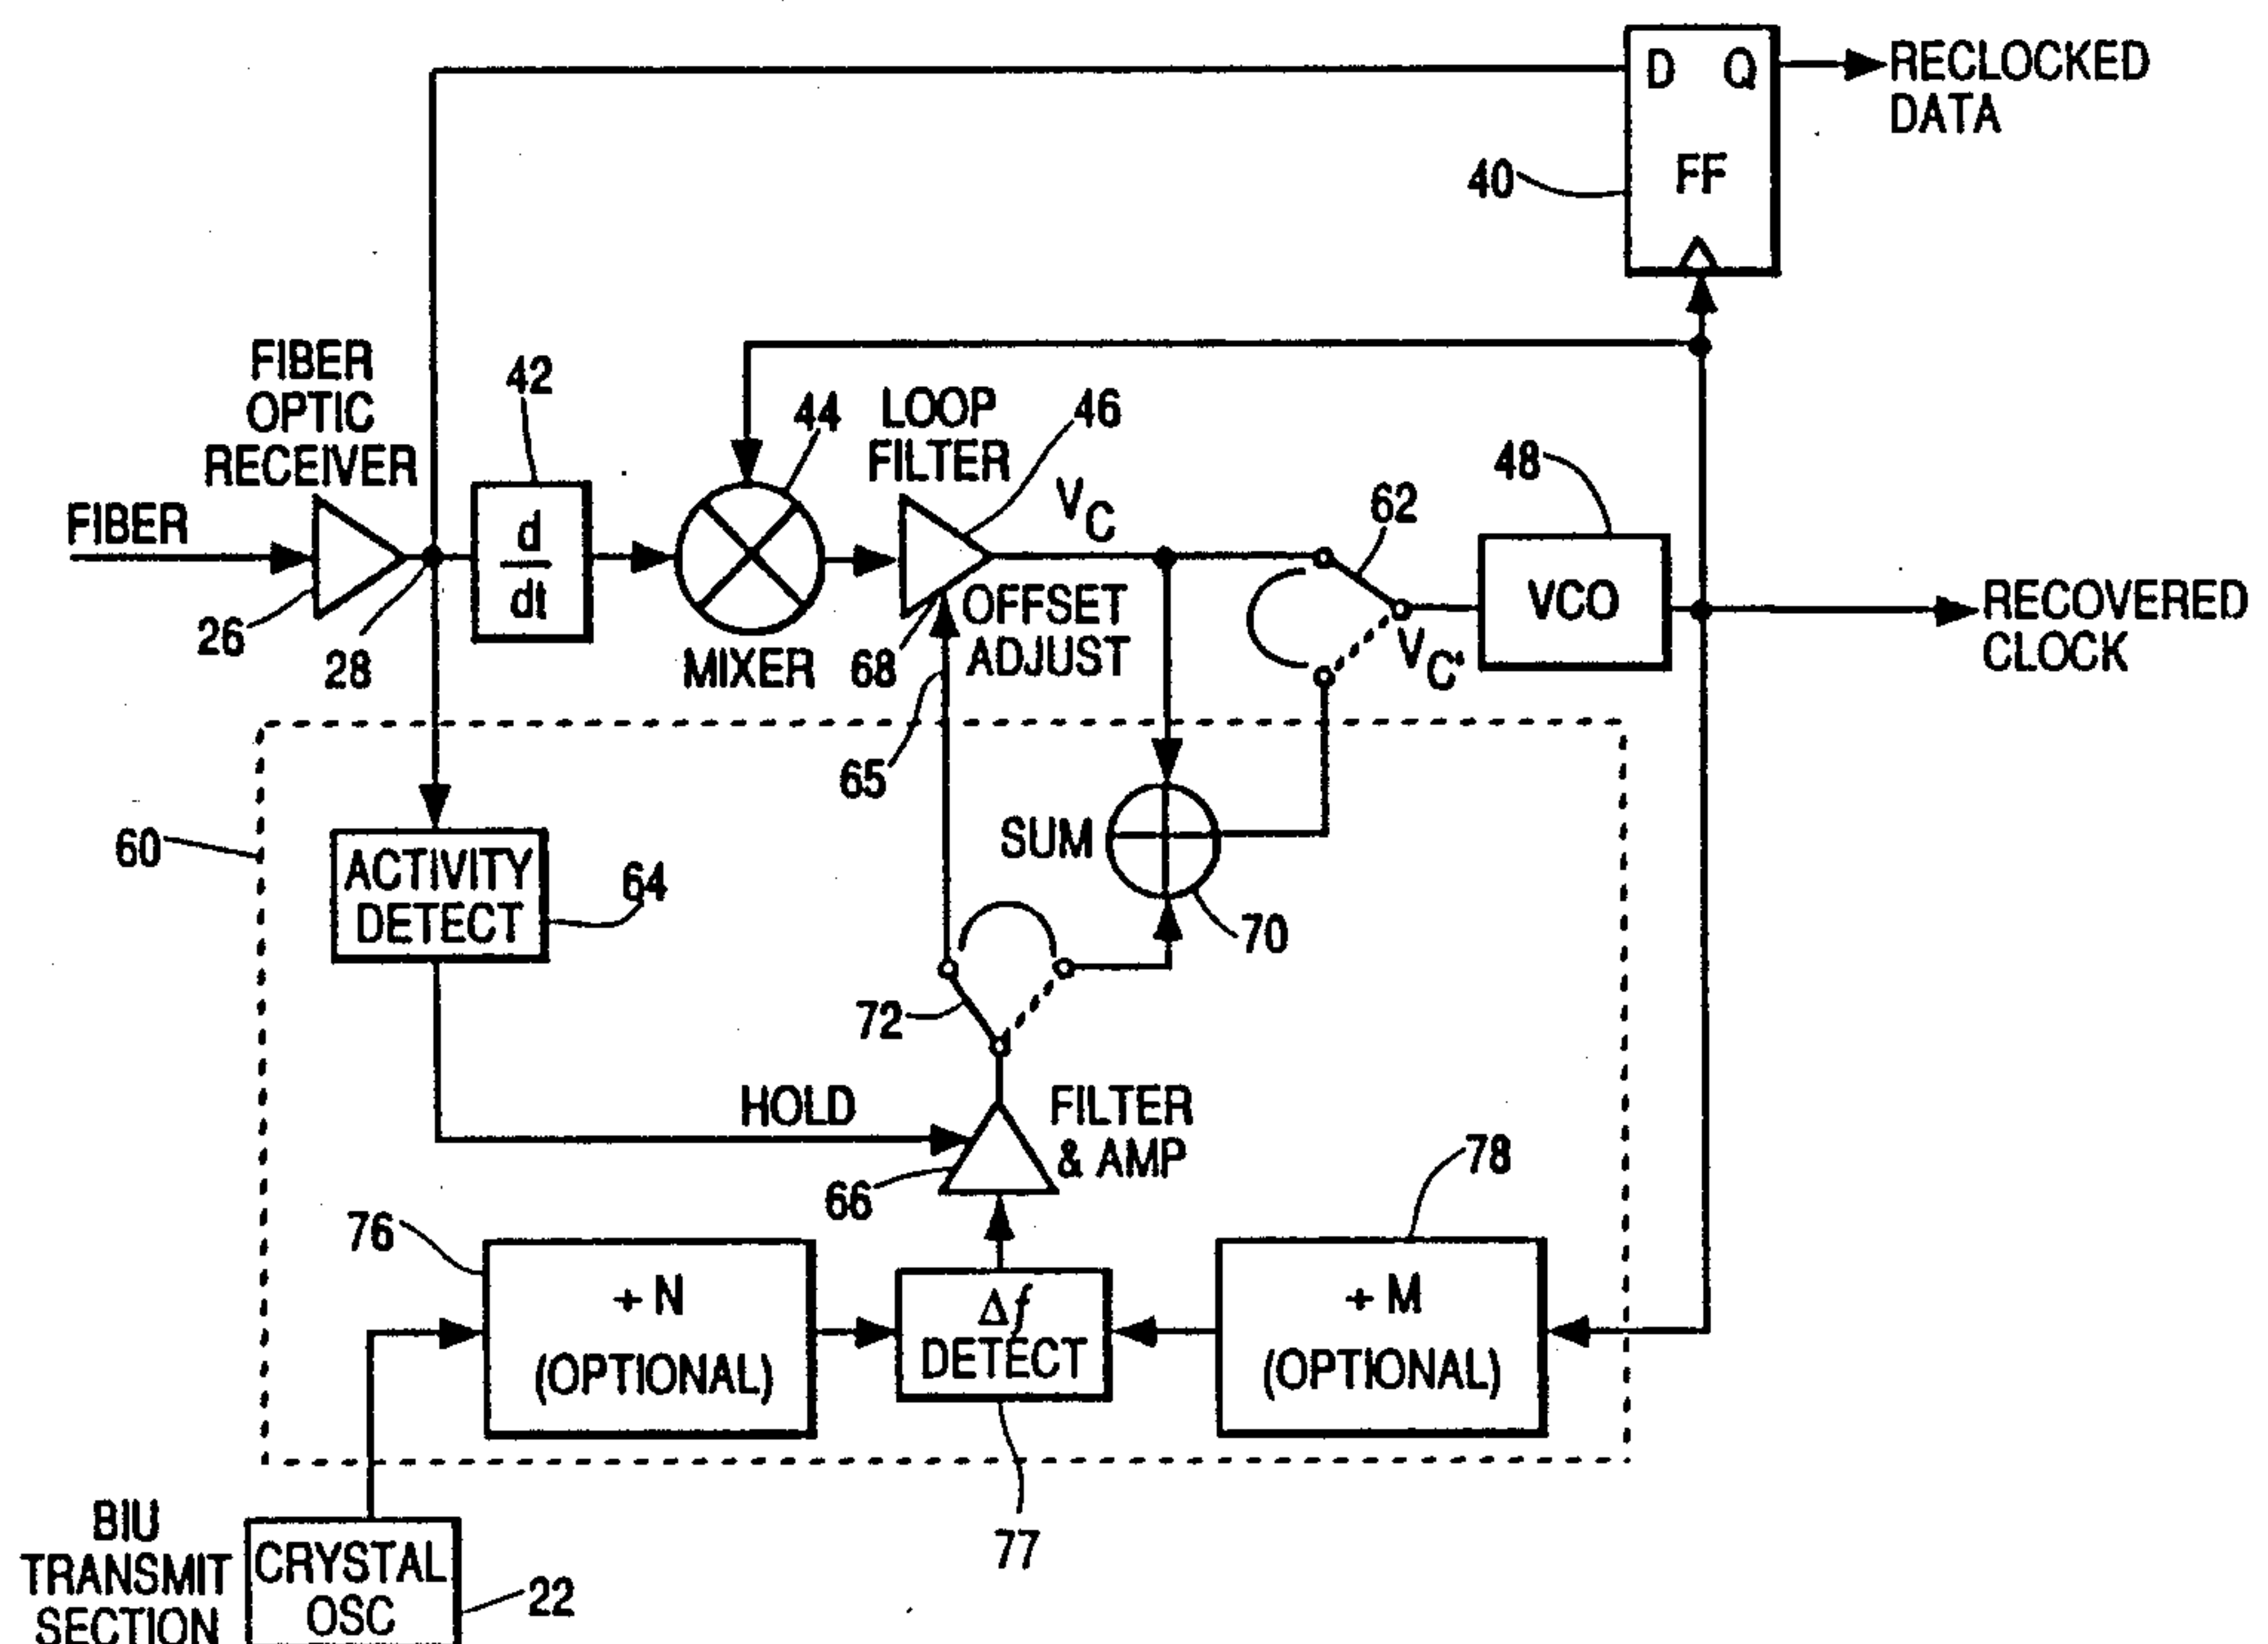 D Q
FF
RECLOCKED
DATA
40
FIBER
OPTIC
RECEIVER
FIBER
26
28
42
d
dt
44
MIXER
LOOP
FILTER
46
68
OFFSET
ADJUST
65
VC
62
VC'
48
VCO
RECOVERED
CLOCK
60
ACTIVITY
DETECT
64
SUM
70
72
HOLD
FILTER
& AMP
66
76
+ N
(OPTIONAL)
Δf
DETECT
77
78
+ M
(OPTIONAL)
BIU
TRANSMIT
SECTION
CRYSTAL
OSC
22